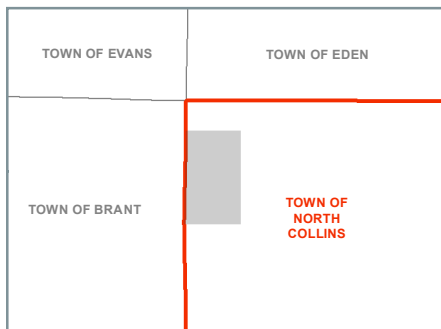 TOWN OF EVANS
TOWN OF EDEN
TOWN OF BRANT
TOWN OF
NORTH
COLLINS